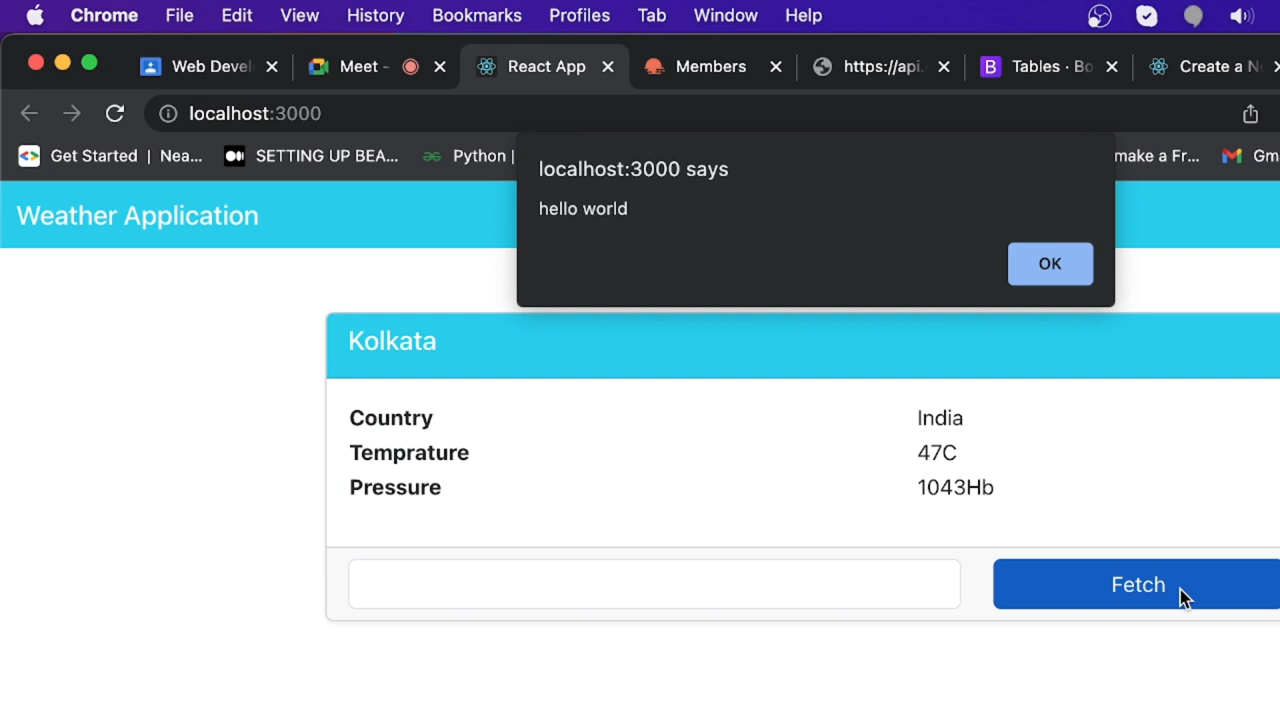 Chrome File Edit View History Bookmarks Profiles Tab Window Help
Web Devel Meet - React App Members https://api. B Tables · Bo Create a N
localhost:3000
Get Started | Nea... SETTING UP BEA... Python | make a Fr... Gm
localhost:3000 says
hello world
OK
Weather Application
Kolkata
Country India
Temprature 47C
Pressure 1043Hb
Fetch